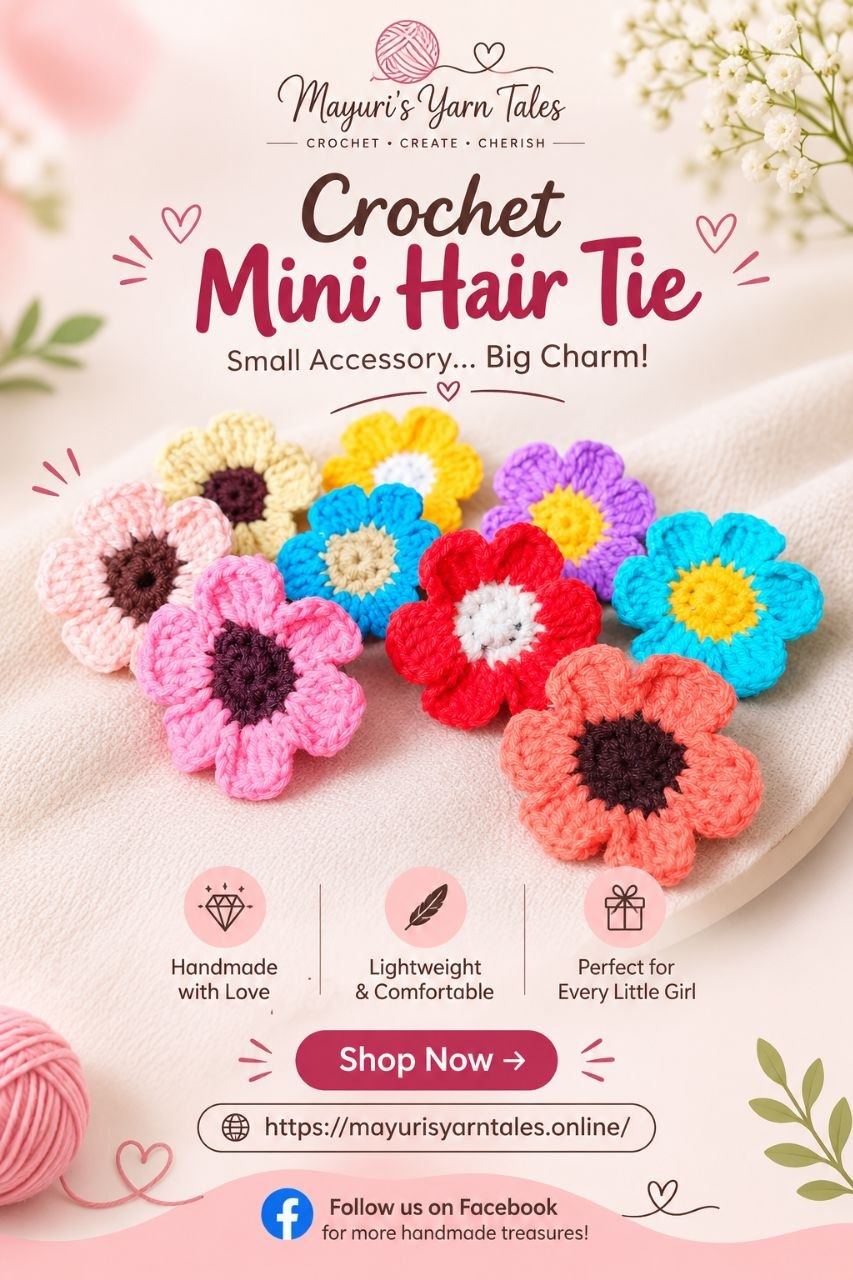 Mayuri's Yarn Tales
CROCHET • CREATE • CHERISH
Crochet
Mini Hair Tie
Small Accessory... Big Charm!
Handmade
with Love
Lightweight
& Comfortable
Perfect for
Every Little Girl
Shop Now →
https://mayurisyarntales.online/
Follow us on Facebook
for more handmade treasures!